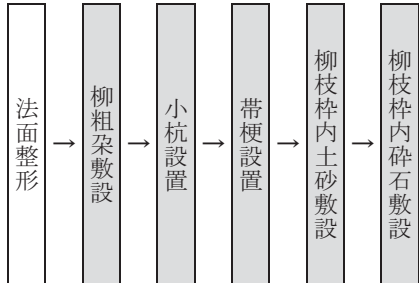 法面整形
→
柳粗朶敷設
→
小杭設置
→
帯梗設置
→
柳枝枠内土砂敷設
→
柳枝枠内砕石敷設